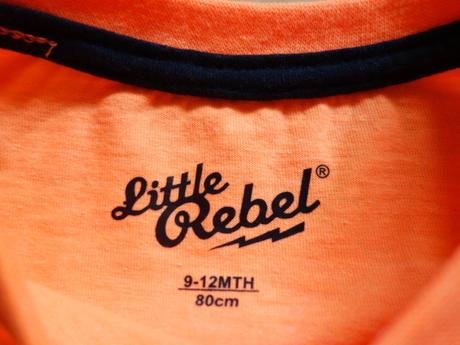 Little
Rebel®
9-12MTH
80cm